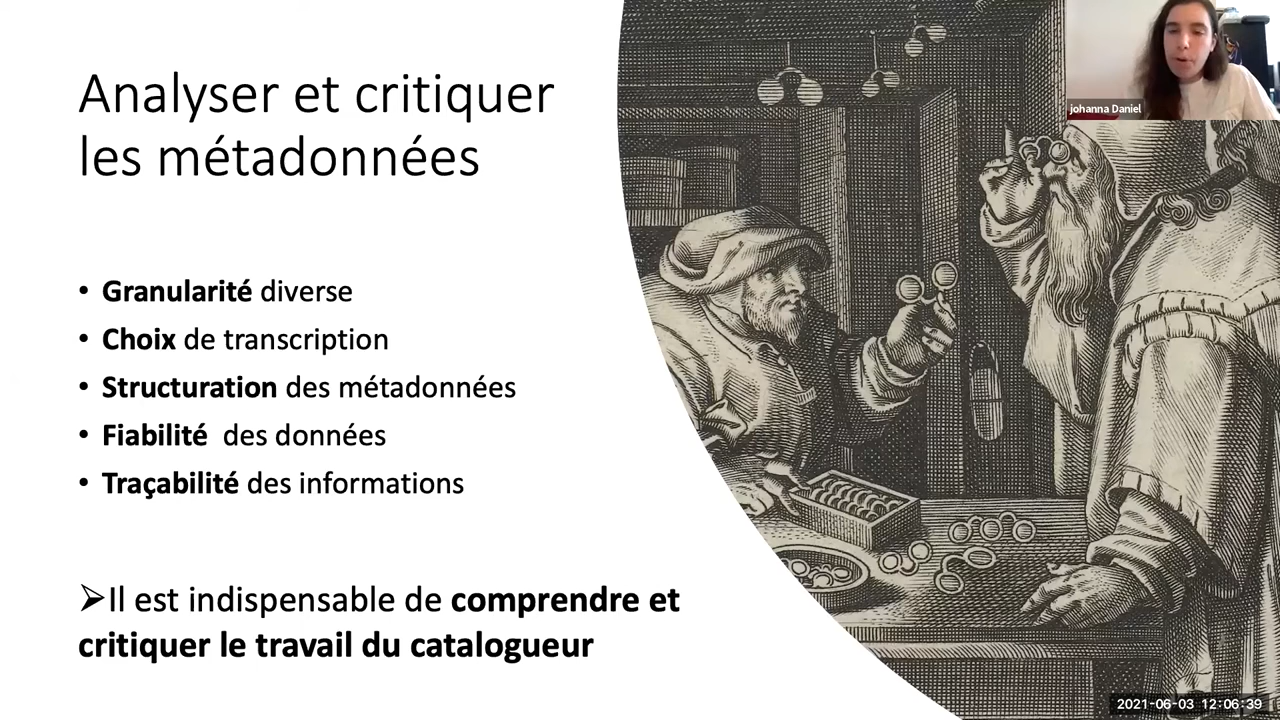 Analyser et critiquer
les métadonnées
johanna Daniel
• Granularité diverse
• Choix de transcription
• Structuration des métadonnées
• Fiabilité  des données
• Traçabilité des informations
➢Il est indispensable de comprendre et
critiquer le travail du catalogueur
2021-06-03 12:06:39